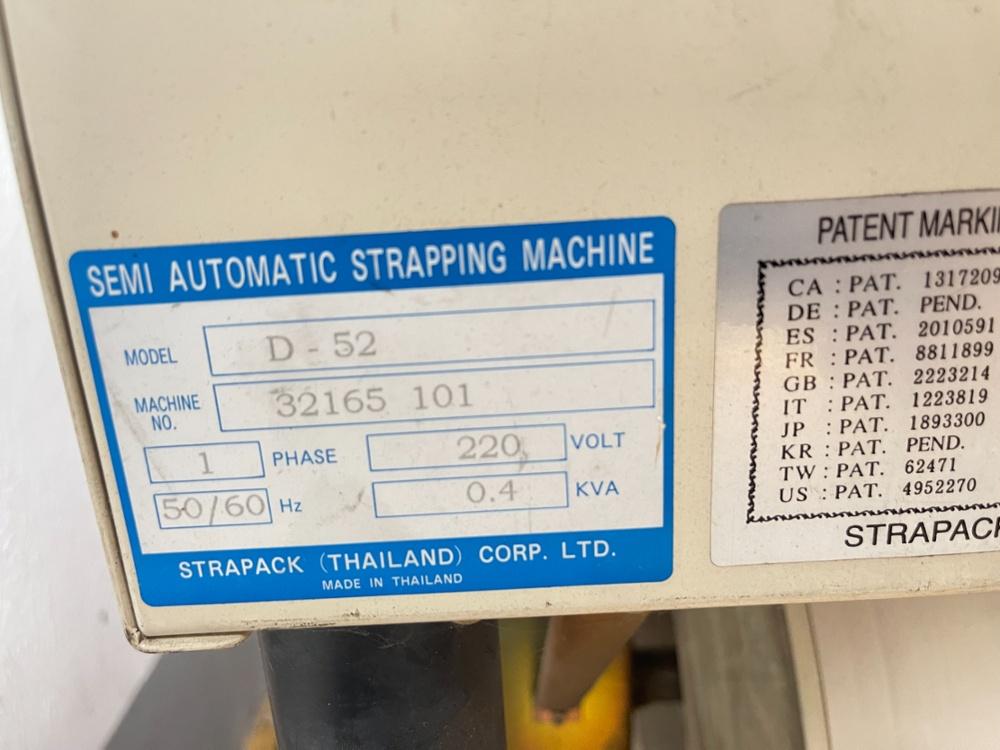 SEMI AUTOMATIC STRAPPING MACHINE
MODEL D - 52
MACHINE NO. 32165 101
1 PHASE 220 VOLT
50/60 Hz 0.4 KVA
STRAPACK (THAILAND) CORP. LTD.
MADE IN THAILAND
PATENT
CA : PAT. 1317209
DE : PAT. PEND.
ES : PAT. 2010591
FR : PAT. 8811899
GB : PAT. 2223214
IT : PAT. 1223819
JP : PAT. 1893300
KR : PAT. PEND.
TW : PAT. 62471
US : PAT. 4952270
STRAPACK